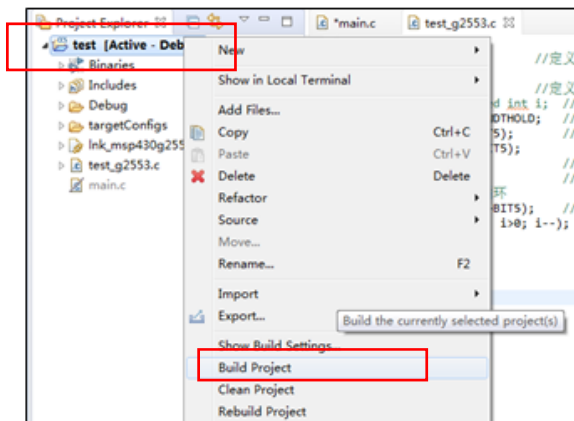 Project Explorer
*main.c
test_g2553.c
test [Active - Deb
Binaries
Includes
Debug
targetConfigs
lnk_msp430g255
test_g2553.c
main.c
New
Show in Local Terminal
Add Files...
Copy Ctrl+C
Paste Ctrl+V
Delete Delete
Refactor
Source
Move...
Rename... F2
Import
Export...
Show Build Settings...
Build Project
Clean Project
Rebuild Project
Build the currently selected project(s)
//定义
//定义
d int i; //
DTHOLD; //
5); //
T5);
//
//
环
BIT5); //
i>0; i--);